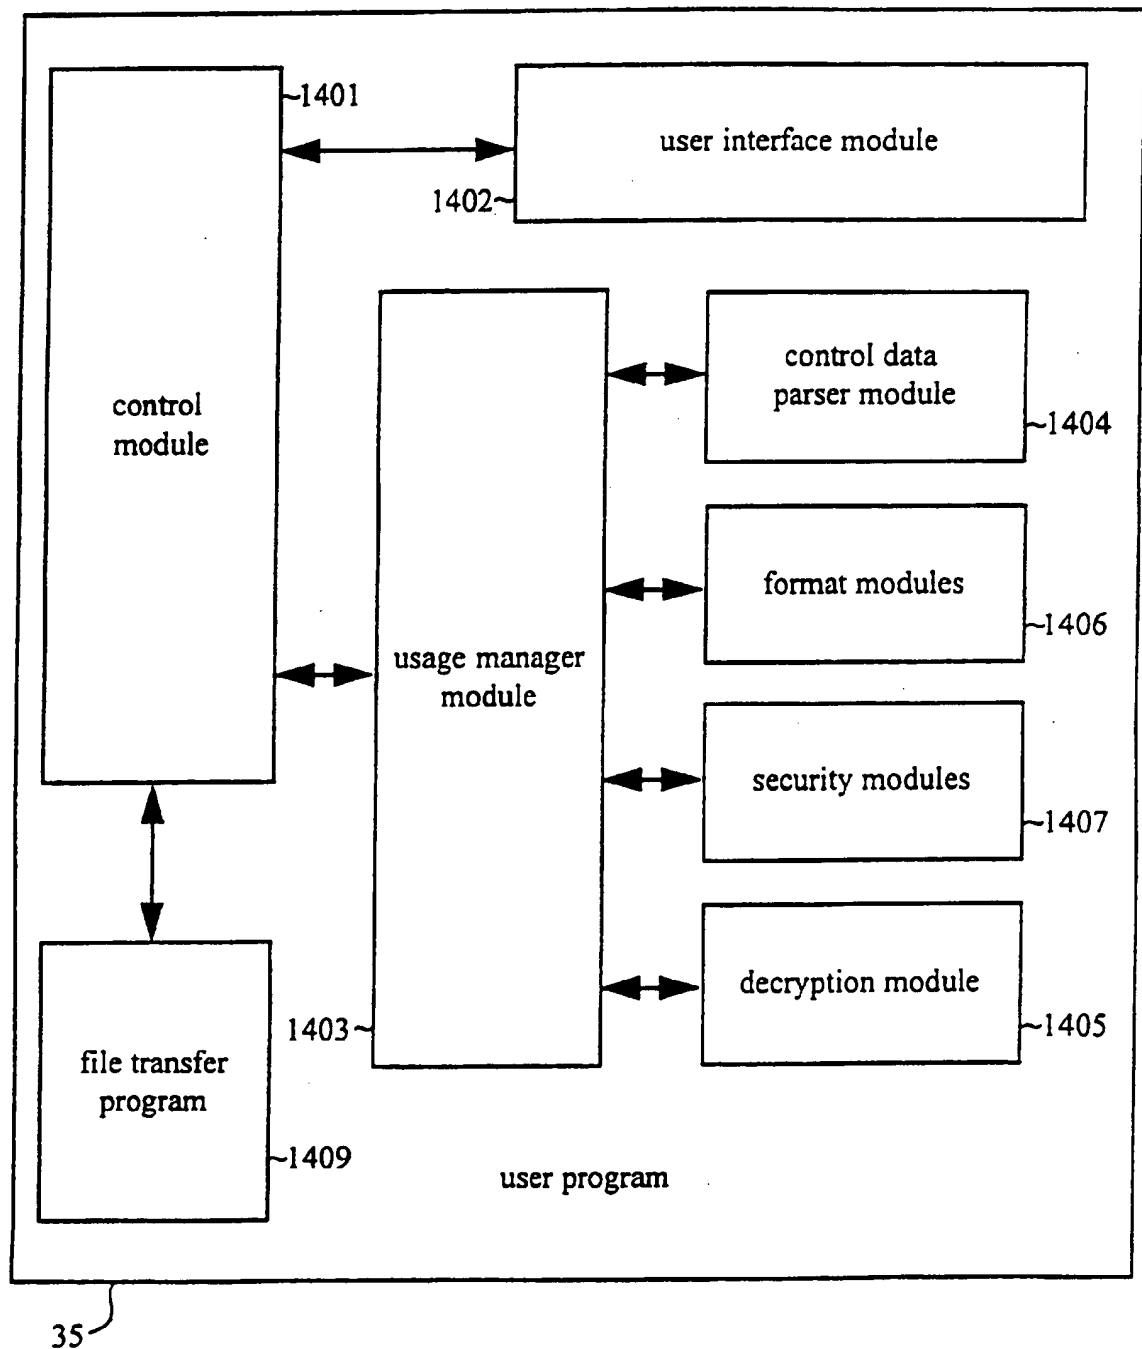 1401
user interface module
1402
control data
parser module
1404
control
module
format modules
1406
usage manager
module
security modules
1407
decryption module
1405
1403
file transfer
program
1409
user program
35